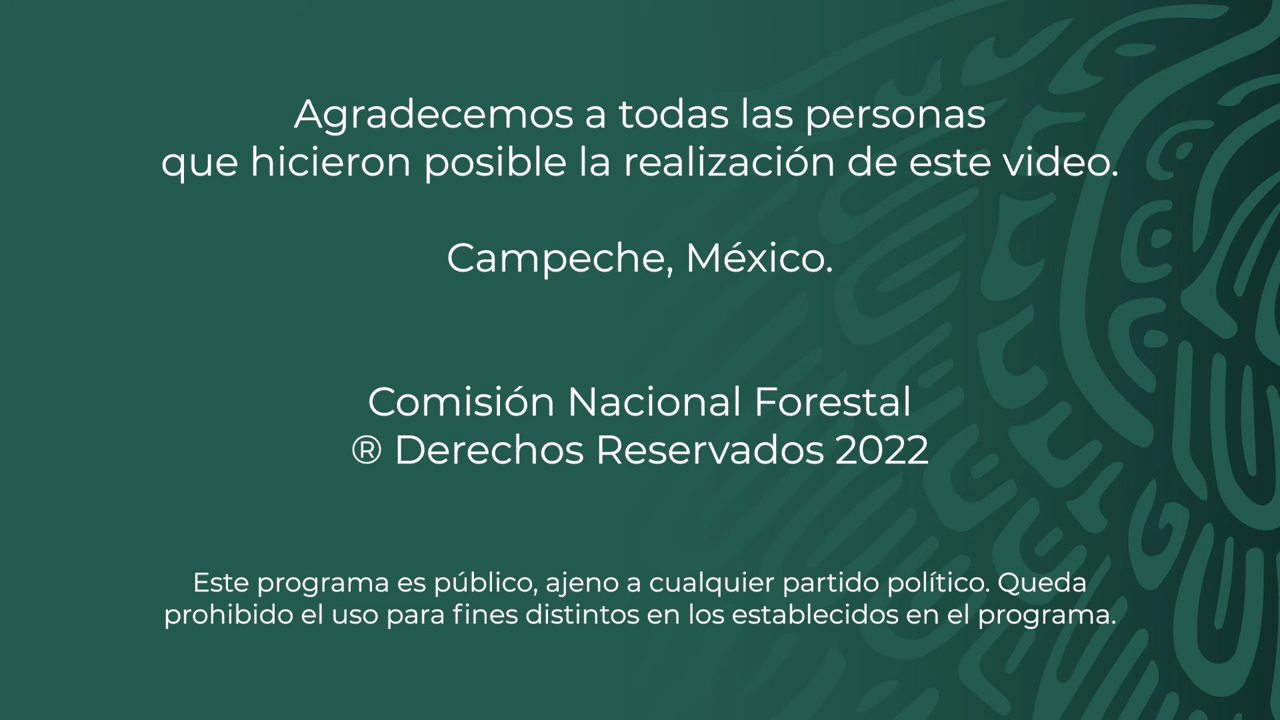 Agradecemos a todas las personas
que hicieron posible la realización de este video.
Campeche, México.
Comisión Nacional Forestal
® Derechos Reservados 2022
Este programa es público, ajeno a cualquier partido político. Queda
prohibido el uso para fines distintos en los establecidos en el programa.